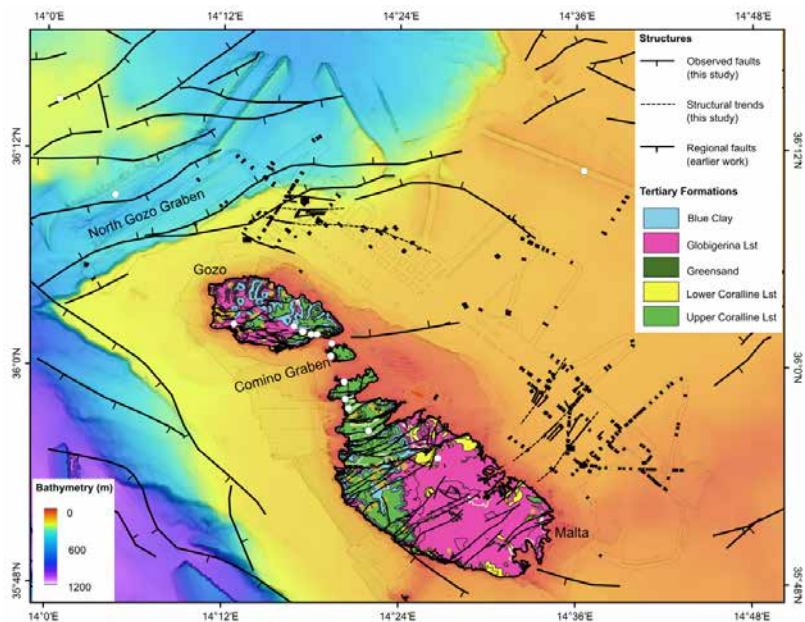 14°0'E 14°12'E 14°24'E 14°36'E 14°48'E
Structures
Observed faults
(this study)
Structural trends
(this study)
Regional faults
(earlier work)
36°12'N
36°12'N
Tertiary Formations
Blue Clay
Globigerina Lst
Greensand
Lower Coralline Lst
Upper Coralline Lst
North Gozo Graben
Gozo
36°0'N
36°0'N
Comino Graben
Bathymetry (m)
0
600
1200
Malta
35°48'N
35°48'N
14°0'E 14°12'E 14°24'E 14°36'E 14°48'E